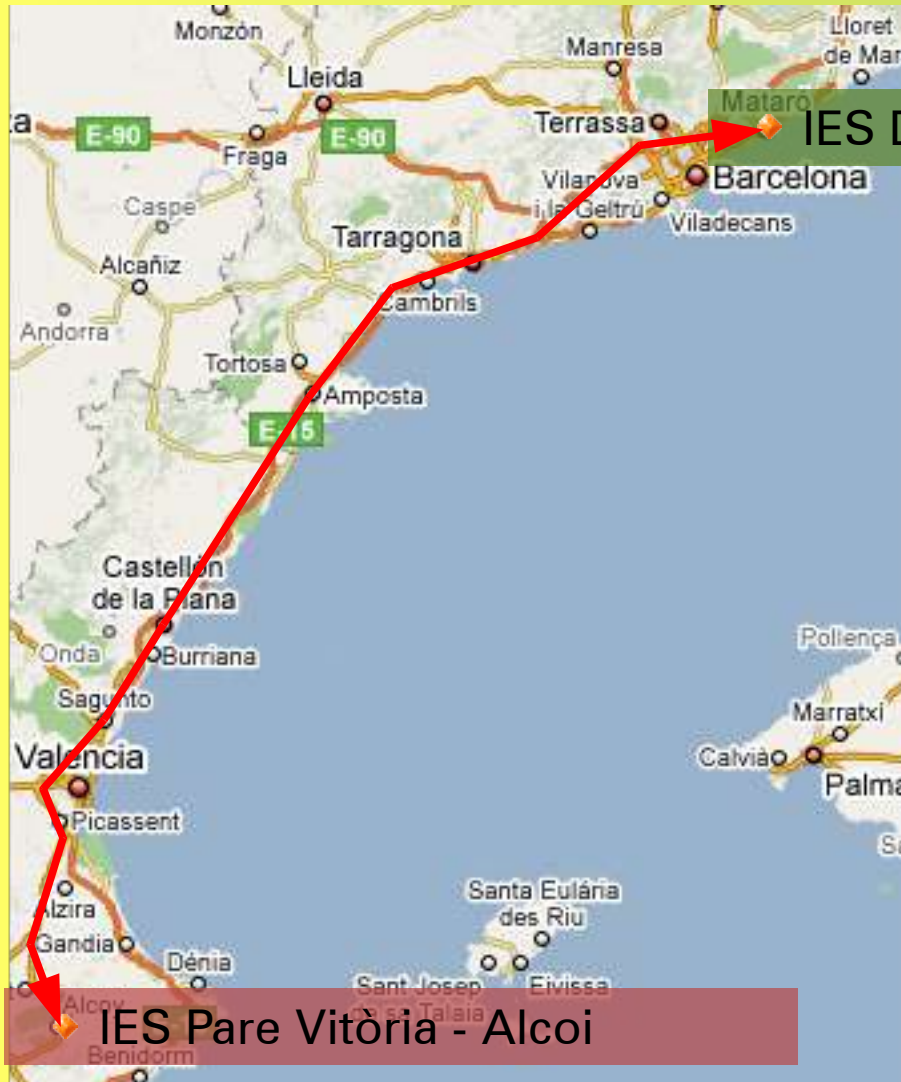 Monzón
Lloret
de Mar
Manresa
Lleida
Mataró
IES D
E-90
E-90
Terrassa
Fraga
Barcelona
Vilanova
i la Geltrú
Viladecans
Caspe
Tarragona
Alcañiz
Cambrils
Andorra
Tortosa
Amposta
E-15
Castellón
de la Plana
Onda
Burriana
Pollença
Sagunto
Marratxí
Valencia
Calvià
Palma
Picassent
Alzira
Santa Eulária
des Riu
Gandia
Dénia
Sant Josep
de sa Talaia
Eivissa
Alcoy
IES Pare Vitòria - Alcoi
Benidorm